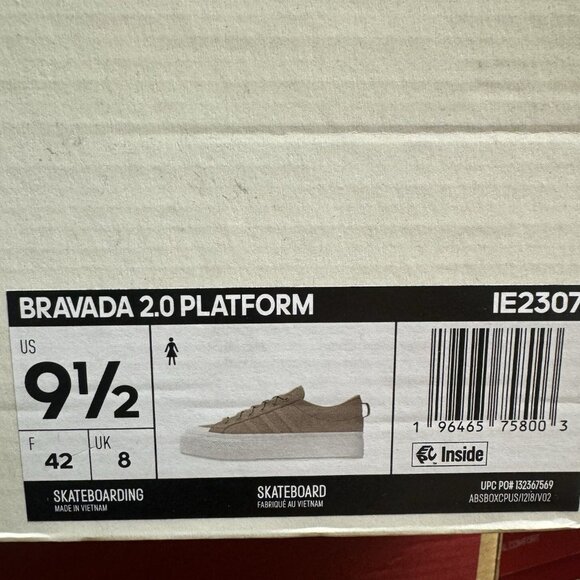 BRAVADA 2.0 PLATFORM IE2307
US
9½
F
42
UK
8
1 96465 75800 3
Inside
SKATEBOARDING
MADE IN VIETNAM
SKATEBOARD
FABRIQUÉ AU VIETNAM
UPC PO# 132367569
ABSBOXCPUS/1218/V02